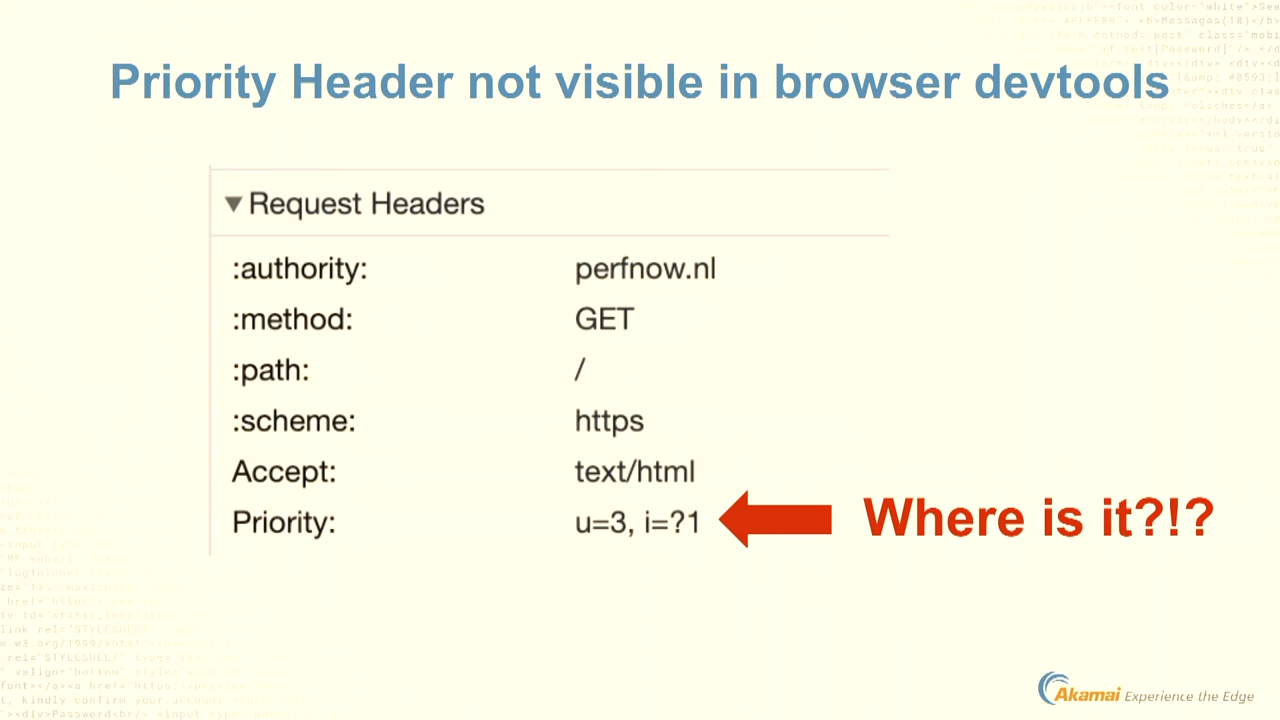 Priority Header not visible in browser devtools
▼ Request Headers
:authority: perfnow.nl
:method: GET
:path: /
:scheme: https
Accept: text/html
Priority: u=3, i=?1
Where is it?!?
Akamai Experience the Edge